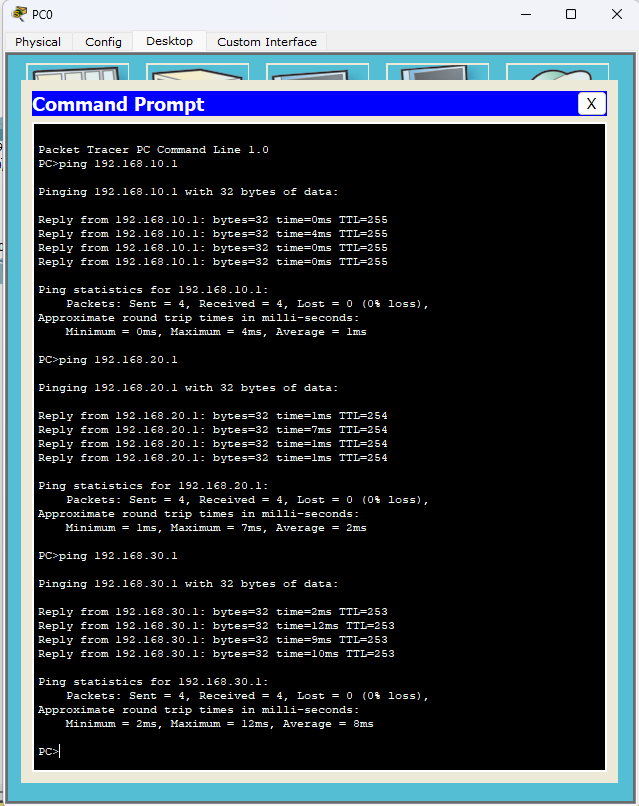 PC0
Physical Config Desktop Custom Interface
Command Prompt X
Packet Tracer PC Command Line 1.0
PC>ping 192.168.10.1
Pinging 192.168.10.1 with 32 bytes of data:
Reply from 192.168.10.1: bytes=32 time=0ms TTL=255
Reply from 192.168.10.1: bytes=32 time=4ms TTL=255
Reply from 192.168.10.1: bytes=32 time=0ms TTL=255
Reply from 192.168.10.1: bytes=32 time=0ms TTL=255
Ping statistics for 192.168.10.1:
Packets: Sent = 4, Received = 4, Lost = 0 (0% loss),
Approximate round trip times in milli-seconds:
Minimum = 0ms, Maximum = 4ms, Average = 1ms
PC>ping 192.168.20.1
Pinging 192.168.20.1 with 32 bytes of data:
Reply from 192.168.20.1: bytes=32 time=1ms TTL=254
Reply from 192.168.20.1: bytes=32 time=7ms TTL=254
Reply from 192.168.20.1: bytes=32 time=1ms TTL=254
Reply from 192.168.20.1: bytes=32 time=1ms TTL=254
Ping statistics for 192.168.20.1:
Packets: Sent = 4, Received = 4, Lost = 0 (0% loss),
Approximate round trip times in milli-seconds:
Minimum = 1ms, Maximum = 7ms, Average = 2ms
PC>ping 192.168.30.1
Pinging 192.168.30.1 with 32 bytes of data:
Reply from 192.168.30.1: bytes=32 time=2ms TTL=253
Reply from 192.168.30.1: bytes=32 time=12ms TTL=253
Reply from 192.168.30.1: bytes=32 time=9ms TTL=253
Reply from 192.168.30.1: bytes=32 time=10ms TTL=253
Ping statistics for 192.168.30.1:
Packets: Sent = 4, Received = 4, Lost = 0 (0% loss),
Approximate round trip times in milli-seconds:
Minimum = 2ms, Maximum = 12ms, Average = 8ms
PC>